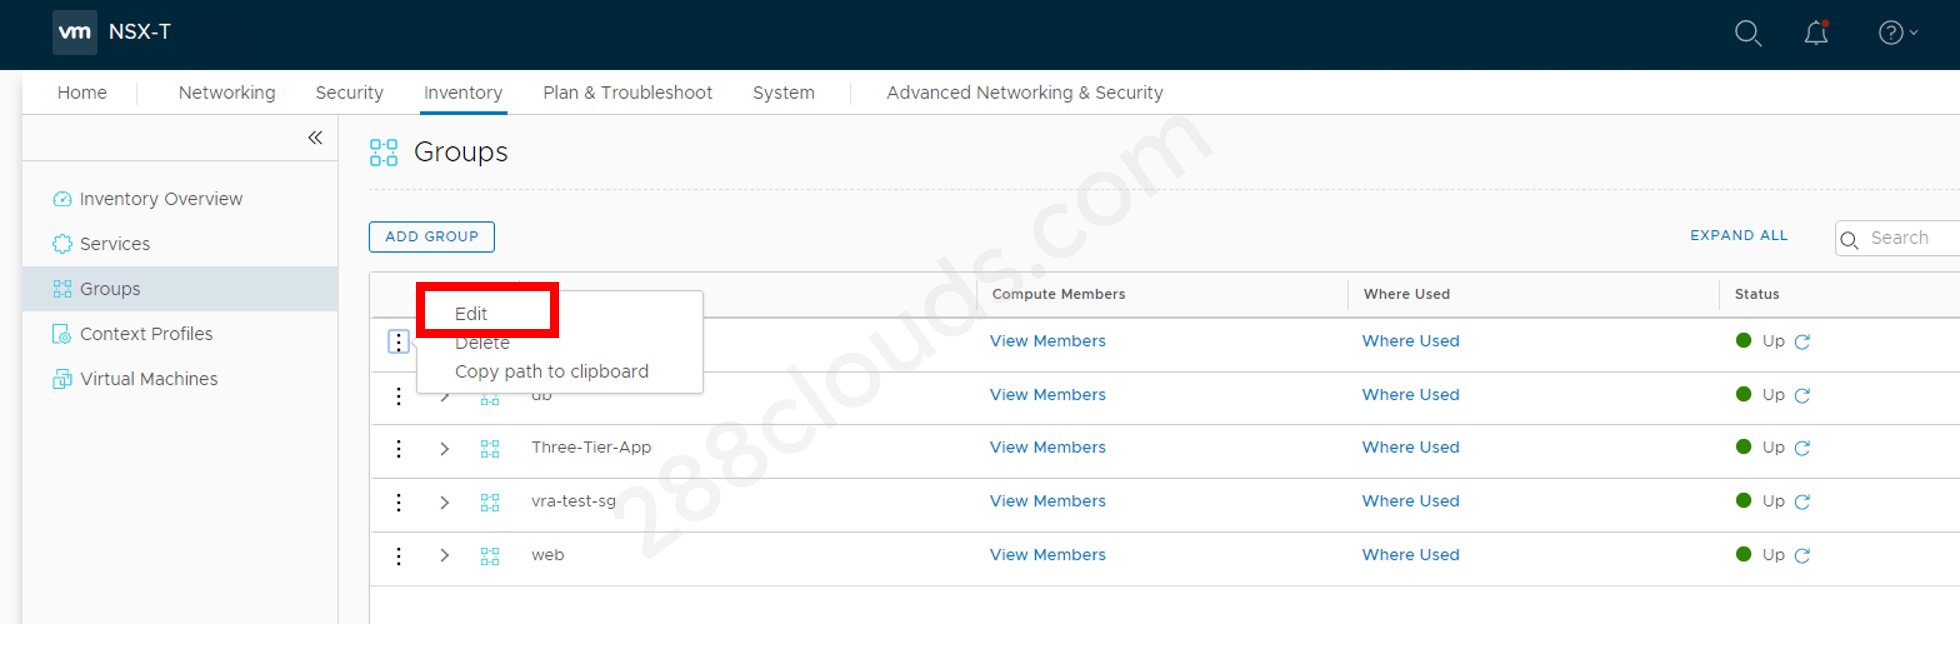 vm NSX-T
Home Networking Security Inventory Plan & Troubleshoot System Advanced Networking & Security
Groups
Inventory Overview
Services
Groups
Context Profiles
Virtual Machines
ADD GROUP EXPAND ALL Search
Compute Members Where Used Status
Edit
Delete
Copy path to clipboard
View Members Where Used Up
db View Members Where Used Up
Three-Tier-App View Members Where Used Up
vra-test-sg View Members Where Used Up
web View Members Where Used Up
288clouds.com